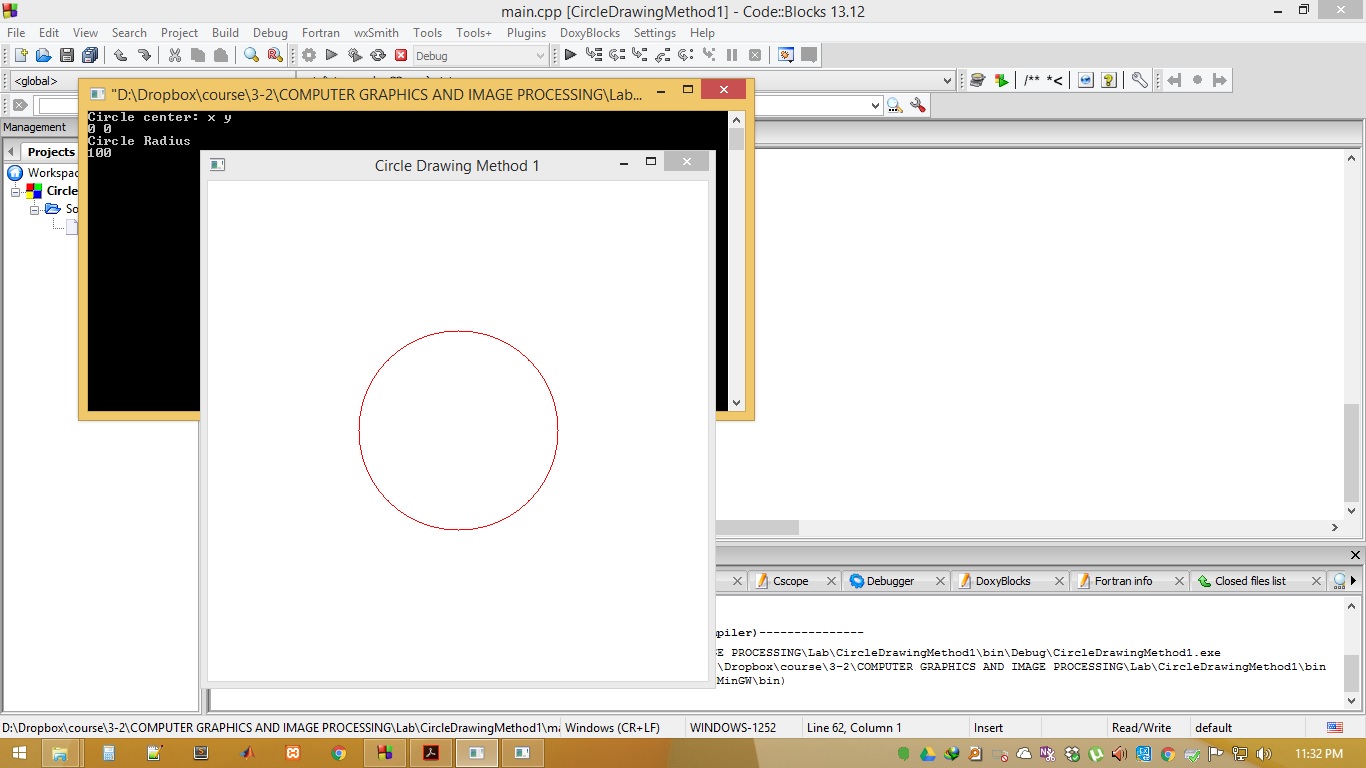 main.cpp [CircleDrawingMethod1] - Code::Blocks 13.12
File Edit View Search Project Build Debug Fortran wxSmith Tools Tools+ Plugins DoxyBlocks Settings Help
Debug
<global>
/** *<
"D:\Dropbox\course\3-2\COMPUTER GRAPHICS AND IMAGE PROCESSING\Lab...
Circle center: x y
0 0
Circle Radius
100
Management
Projects
Workspac
Circle
So
Circle Drawing Method 1
Cscope Debugger DoxyBlocks Fortran info Closed files list
piler)---------------
E PROCESSING\Lab\CircleDrawingMethod1\bin\Debug\CircleDrawingMethod1.exe
\Dropbox\course\3-2\COMPUTER GRAPHICS AND IMAGE PROCESSING\Lab\CircleDrawingMethod1\bin
MinGW\bin)
D:\Dropbox\course\3-2\COMPUTER GRAPHICS AND IMAGE PROCESSING\Lab\CircleDrawingMethod1\ma Windows (CR+LF) WINDOWS-1252 Line 62, Column 1 Insert Read/Write default
11:32 PM